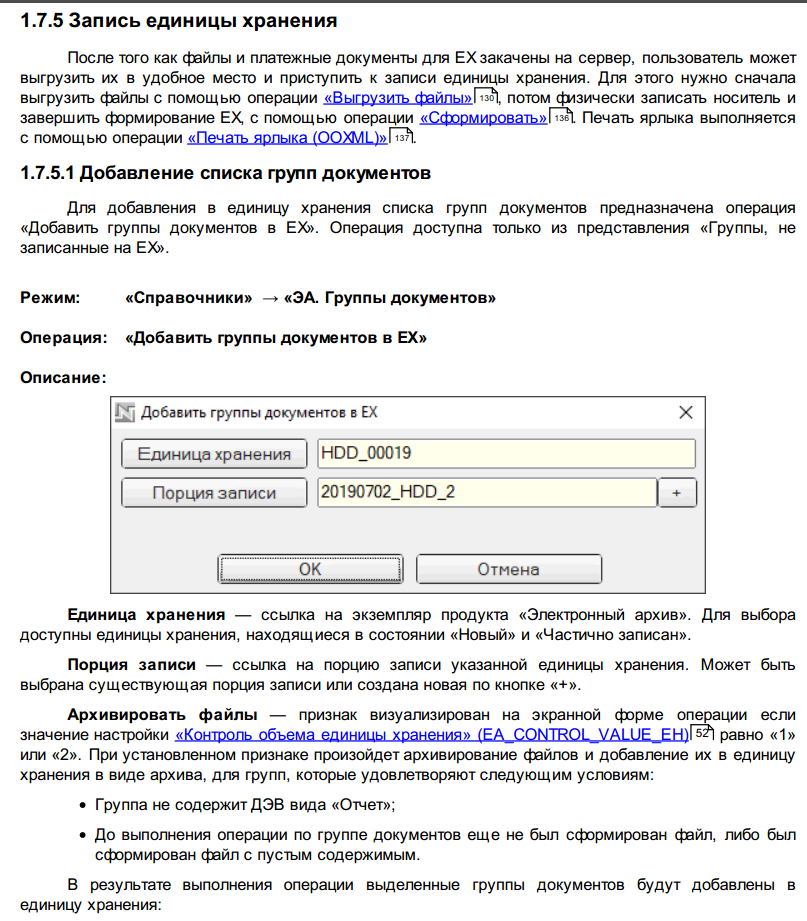 1.7.5 Запись единицы хранения
После того как файлы и платежные документы для ЕХ закачены на сервер, пользователь может
выгрузить их в удобное место и приступить к записи единицы хранения. Для этого нужно сначала
выгрузить файлы с помощью операции «Выгрузить файлы» 130, потом физически записать носитель и
завершить формирование ЕХ, с помощью операции «Сформировать» 136. Печать ярлыка выполняется
с помощью операции «Печать ярлыка (OOXML)» 137.
1.7.5.1 Добавление списка групп документов
Для добавления в единицу хранения списка групп документов предназначена операция
«Добавить группы документов в ЕХ». Операция доступна только из представления «Группы, не
записанные на ЕХ».
Режим: «Справочники» → «ЭА. Группы документов»
Операция: «Добавить группы документов в ЕХ»
Описание:
Добавить группы документов в ЕХ
Единица хранения HDD_00019
Порция записи 20190702_HDD_2 +
OK Отмена
Единица хранения — ссылка на экземпляр продукта «Электронный архив». Для выбора
доступны единицы хранения, находящиеся в состоянии «Новый» и «Частично записан».
Порция записи — ссылка на порцию записи указанной единицы хранения. Может быть
выбрана существующая порция записи или создана новая по кнопке «+».
Архивировать файлы — признак визуализирован на экранной форме операции если
значение настройки «Контроль объема единицы хранения» (EA_CONTROL_VALUE_EH) 52 равно «1»
или «2». При установленном признаке произойдет архивирование файлов и добавление их в единицу
хранения в виде архива, для групп, которые удовлетворяют следующим условиям:
• Группа не содержит ДЭВ вида «Отчет»;
• До выполнения операции по группе документов еще не был сформирован файл, либо был
сформирован файл с пустым содержимым.
В результате выполнения операции выделенные группы документов будут добавлены в
единицу хранения: